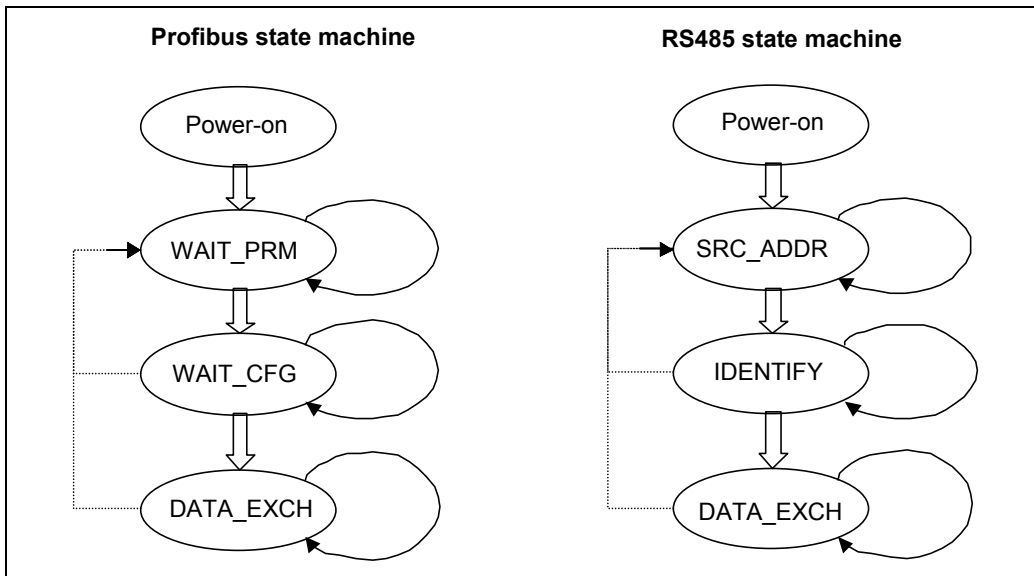 Profibus state machine
Power-on
WAIT_PRM
WAIT_CFG
DATA_EXCH
RS485 state machine
Power-on
SRC_ADDR
IDENTIFY
DATA_EXCH